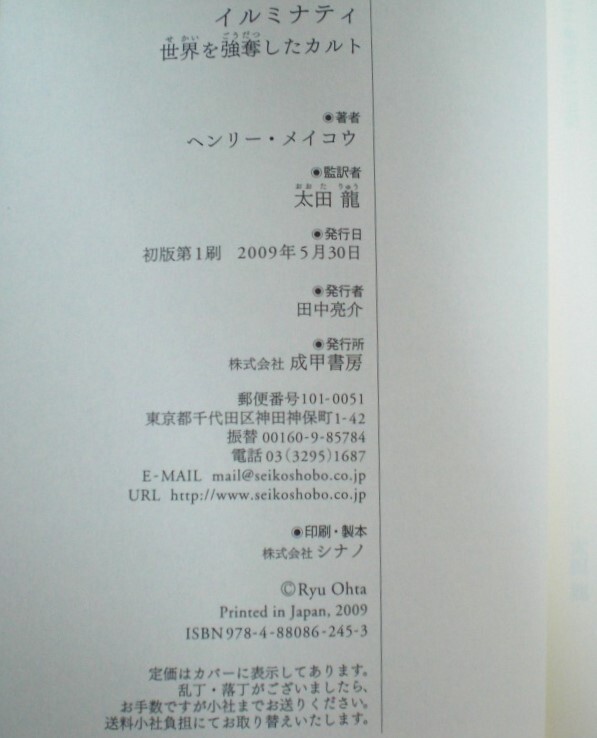 イルミナティ
世界を強奪したカルト
◉著者
ヘンリー・メイコウ
◉監訳者
太田 龍
◉発行日
初版第1刷 2009年5月30日
◉発行者
田中亮介
◉発行所
株式会社 成甲書房
郵便番号101-0051
東京都千代田区神田神保町1-42
振替00160-9-85784
電話03(3295)1687
E-MAIL mail@seikoshobo.co.jp
URL http://www.seikoshobo.co.jp
◉印刷・製本
株式会社 シナノ
©Ryu Ohta
Printed in Japan, 2009
ISBN978-4-88086-245-3
定価はカバーに表示してあります。
乱丁・落丁がございましたら、
お手数ですが小社までお送りください。
送料小社負担にてお取り替えいたします。